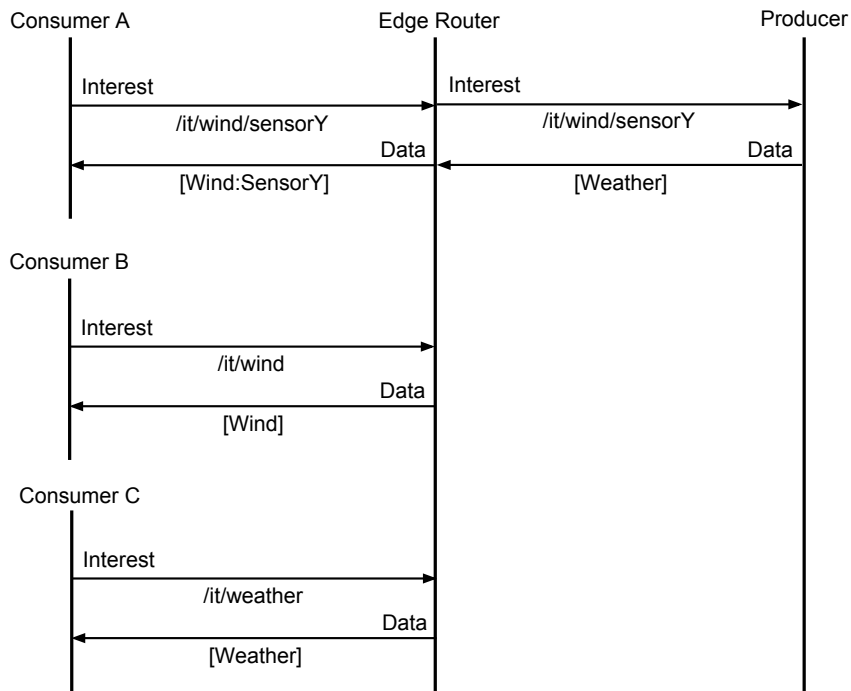 Consumer A
Edge Router
Producer
Interest
Interest
/it/wind/sensorY
/it/wind/sensorY
Data
Data
[Wind:SensorY]
[Weather]
Consumer B
Interest
/it/wind
Data
[Wind]
Consumer C
Interest
/it/weather
Data
[Weather]